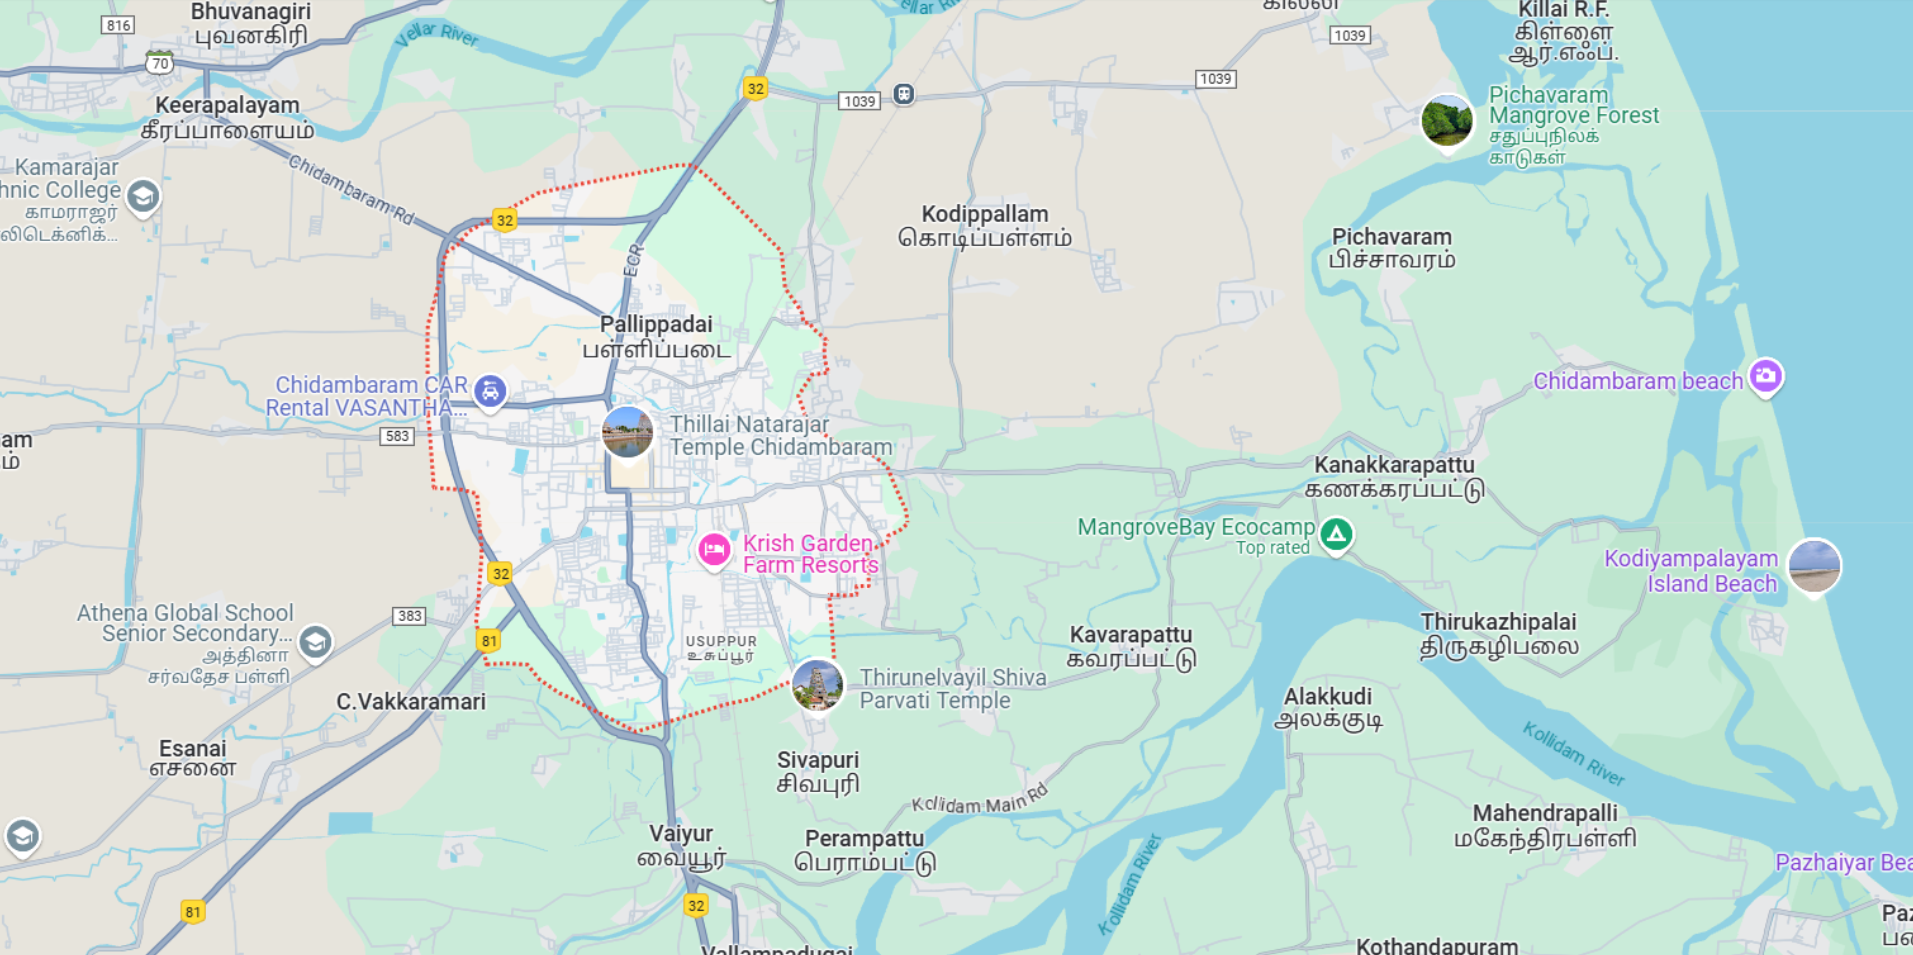 816
Bhuvanagiri
புவனகிரி
70
Vellar River
Keerapalayam
கீரப்பாளையம்
32
1039
1039
1039
Killai R.F.
கிள்ளை
ஆர்.எஃப்.
Pichavaram
Mangrove Forest
சதுப்புநிலக்
காடுகள்
Kamarajar
hnic College
காமராஜர்
லிடெக்னிக்...
Chidambaram Rd
32
ECR
Kodippallam
கொடிப்பள்ளம்
Pichavaram
பிச்சாவரம்
Pallippadai
பள்ளிப்படை
Chidambaram CAR
Rental VASANTHA...
Chidambaram beach
583
Thillai Natarajar
Temple Chidambaram
Kanakkarapattu
கணக்கரப்பட்டு
MangroveBay Ecocamp
Top rated
Krish Garden
Farm Resorts
Kodiyampalayam
Island Beach
32
383
81
Athena Global School
Senior Secondary...
அத்தினா
சர்வதேச பள்ளி
USUPPUR
உசுப்பூர்
Kavarapattu
கவரப்பட்டு
Thirukazhipalai
திருகழிபலை
C.Vakkaramari
Thirunelvayil Shiva
Parvati Temple
Alakkudi
அலக்குடி
Esanai
எசனை
Sivapuri
சிவபுரி
Kollidam River
Kollidam Main Rd
Vaiyur
வையூர்
Perampattu
பெராம்பட்டு
Mahendrapalli
மகேந்திரபள்ளி
Kollidam River
Pazhaiyar Bea
81
32
Vallampadugai
Kothandapuram